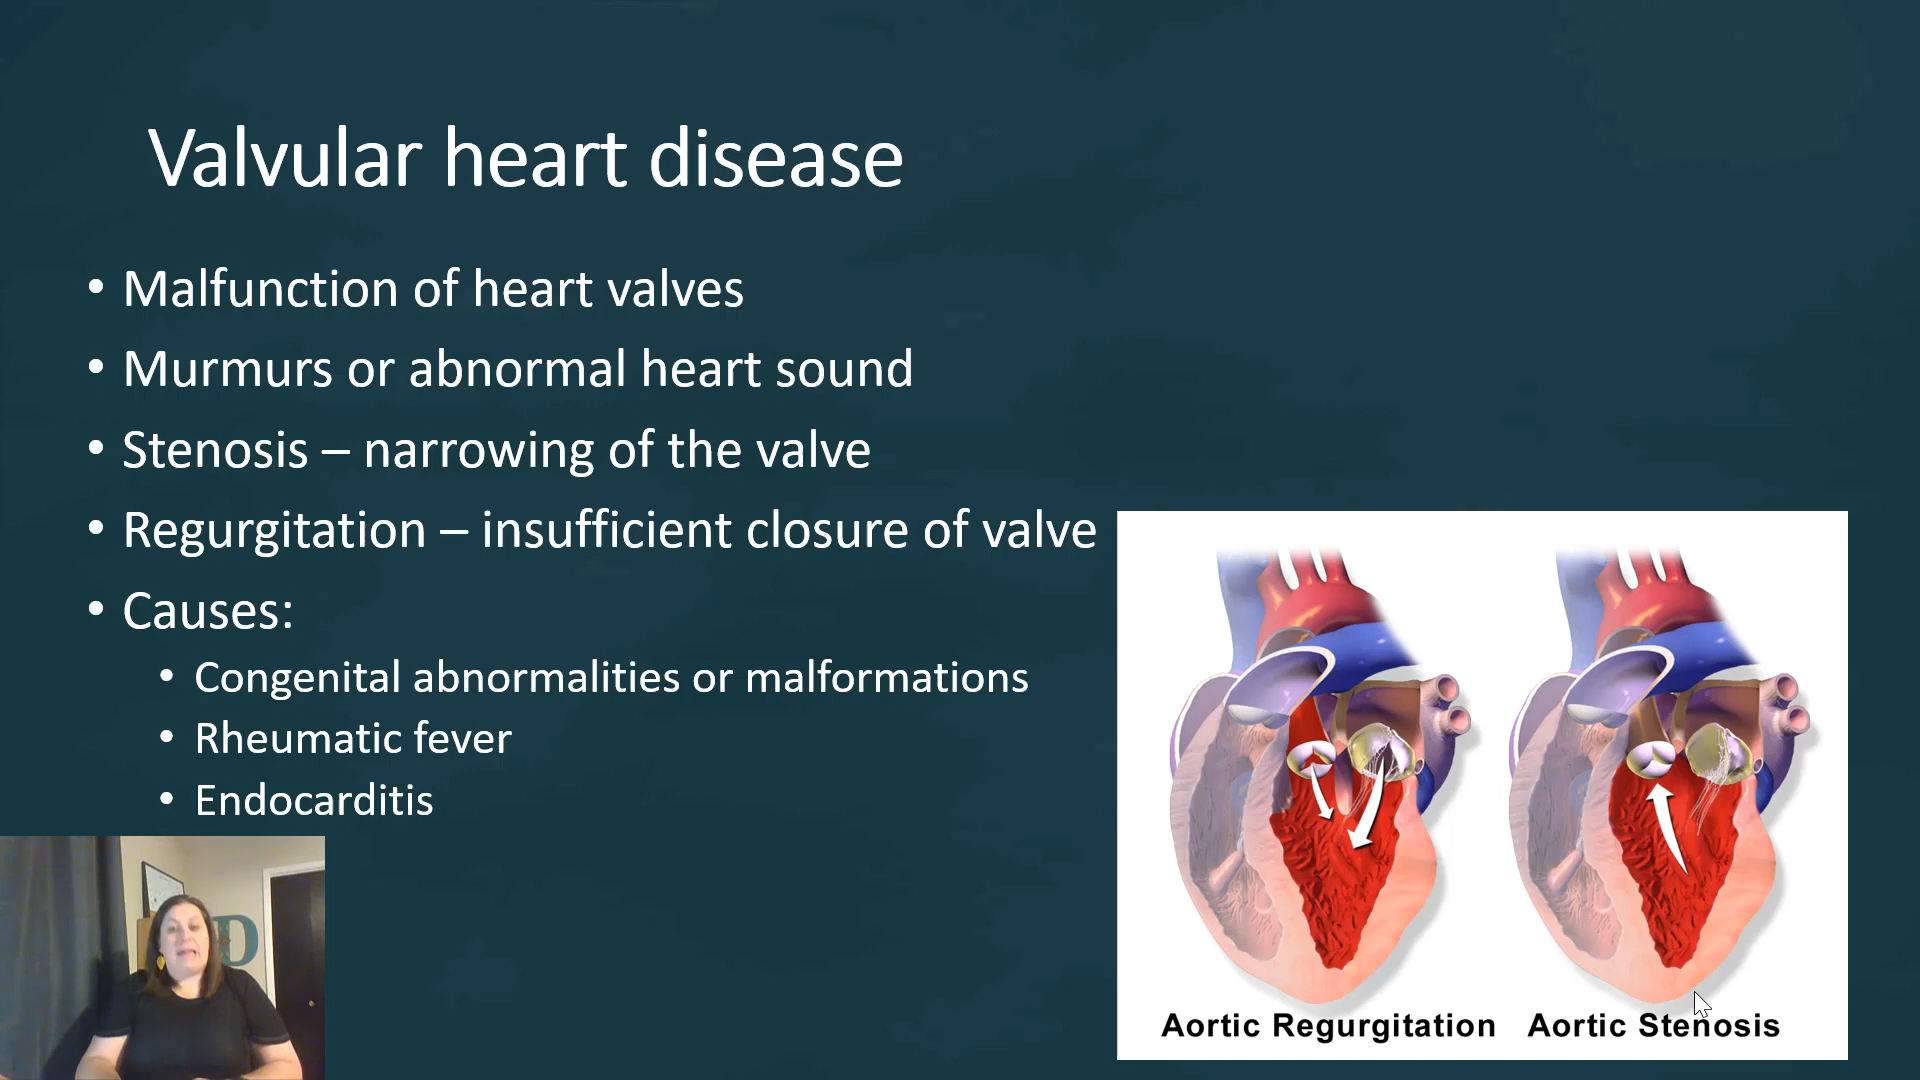 Valvular heart disease
• Malfunction of heart valves
• Murmurs or abnormal heart sound
• Stenosis – narrowing of the valve
• Regurgitation – insufficient closure of valve
• Causes:
• Congenital abnormalities or malformations
• Rheumatic fever
• Endocarditis
D
Aortic Regurgitation
Aortic Stenosis